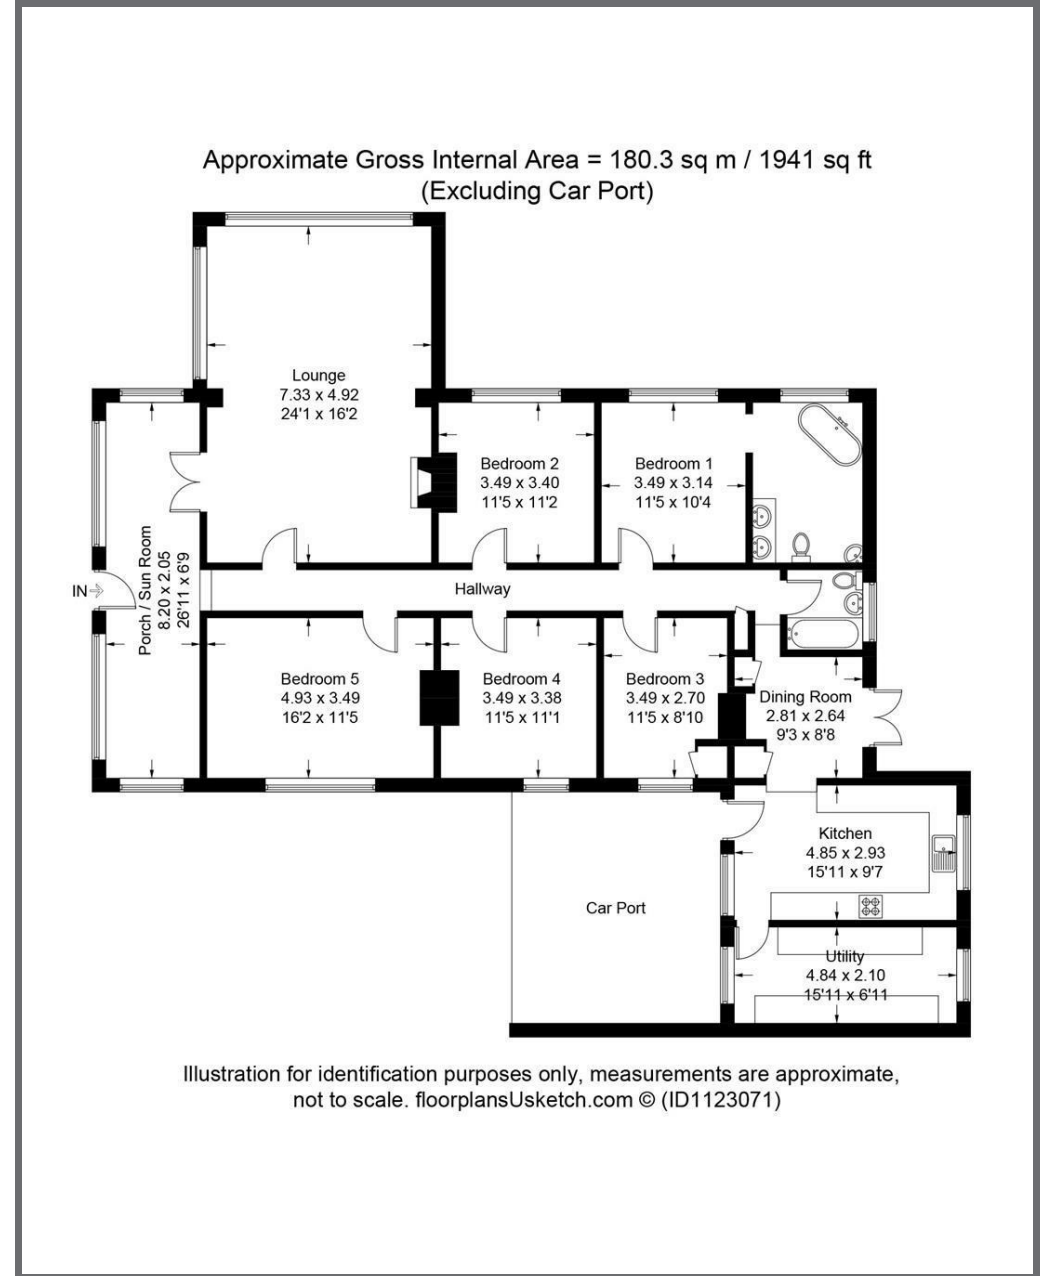 Approximate Gross Internal Area = 180.3 sq m / 1941 sq ft
(Excluding Car Port)
Lounge
7.33 x 4.92
24'1 x 16'2
Bedroom 2
3.49 x 3.40
11'5 x 11'2
Bedroom 1
3.49 x 3.14
11'5 x 10'4
IN
Porch / Sun Room
8.20 x 2.05
26'11 x 6'9
Hallway
Bedroom 5
4.93 x 3.49
16'2 x 11'5
Bedroom 4
3.49 x 3.38
11'5 x 11'1
Bedroom 3
3.49 x 2.70
11'5 x 8'10
Dining Room
2.81 x 2.64
9'3 x 8'8
Kitchen
4.85 x 2.93
15'11 x 9'7
Car Port
Utility
4.84 x 2.10
15'11 x 6'11
Illustration for identification purposes only, measurements are approximate,
not to scale. floorplansUsketch.com © (ID1123071)